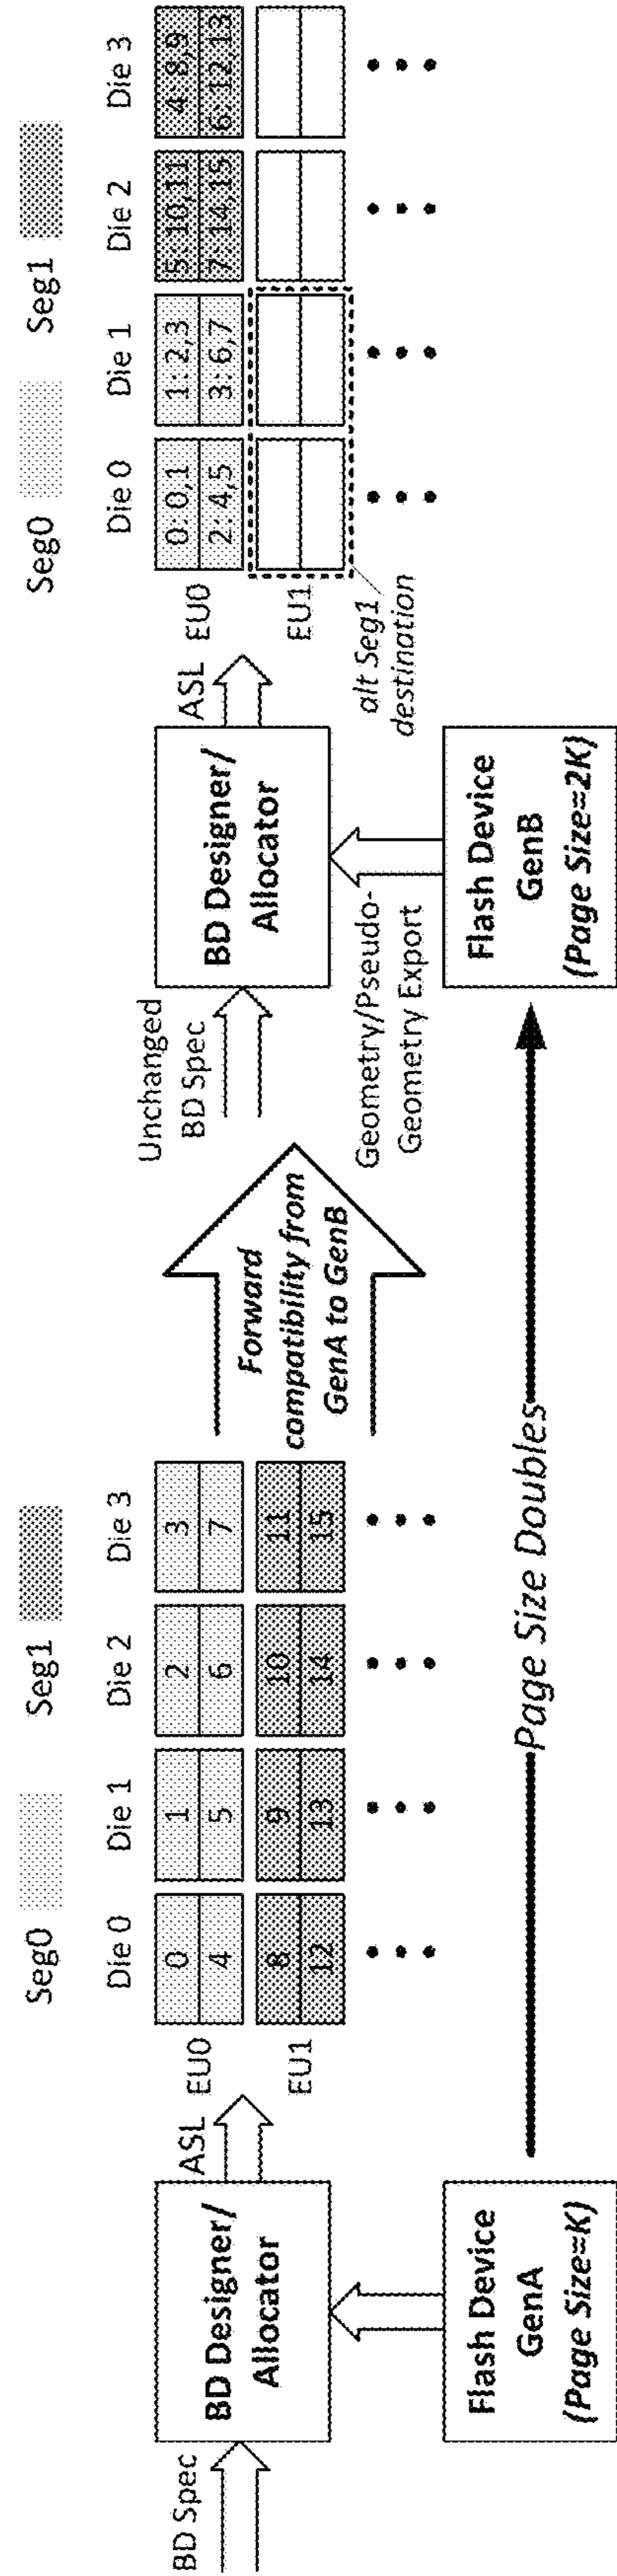 Seg0
Seg1
Die 0
Die 1
Die 2
Die 3
BD Spec
BD Designer/
Allocator
ASL
EU0
0
1
2
3
4
5
6
7
EU1
8
9
10
11
12
13
14
15
Flash Device
GenA
(Page Size=K)
Forward
compatibility from
GenA to GenB
Page Size Doubles
Seg0
Seg1
Die 0
Die 1
Die 2
Die 3
Unchanged
BD Spec
BD Designer/
Allocator
ASL
EU0
0: 0,1
1: 2,3
5: 10,11
4: 8,9
2: 4,5
3: 6,7
7: 14,15
6: 12,13
EU1
alt Seg1
destination
Geometry/Pseudo-
Geometry Export
Flash Device
GenB
(Page Size=2K)